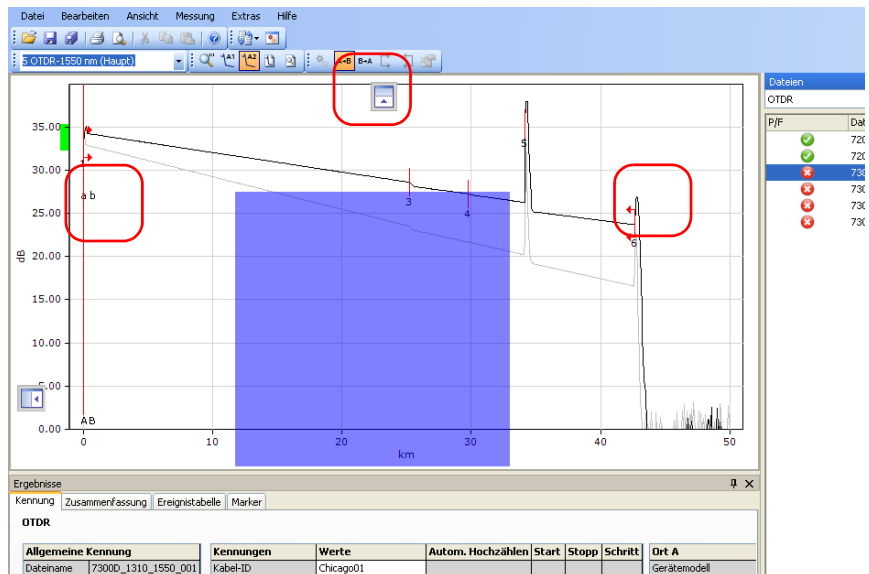 Datei Bearbeiten Ansicht Messung Extras Hilfe
5 OTDR-1550 nm (Haupt) A1 A2 A→B B→A
Dateien
OTDR
P/F Dat
720
720
730
730
730
730
35.00
30.00
25.00
20.00
15.00
10.00
5.00
0.00
dB
a b
A B
3
4
5
6
0 10 20 30 40 50
km
Ergebnisse
Kennung Zusammenfassung Ereignistabelle Marker
OTDR
Allgemeine Kennung Kennungen Werte Autom. Hochzählen Start Stopp Schritt Ort A
Dateiname 7300D_1310_1550_001 Kabel-ID Chicago01 Gerätemodell